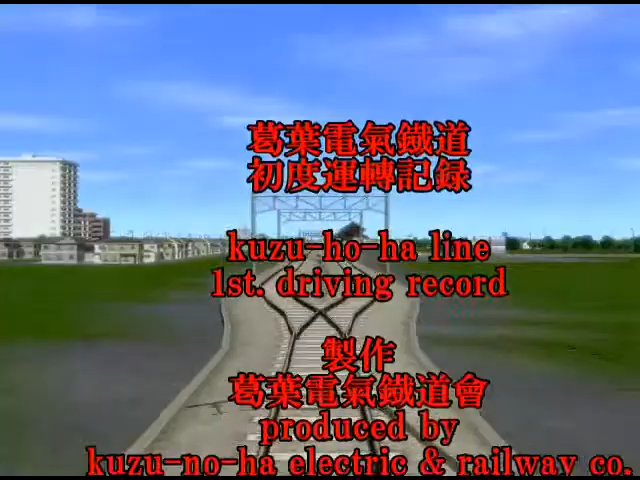 葛葉電氣鐵道
初度運轉記録
kuzu-ho-ha line
1st. driving record
製作
葛葉電氣鐵道會
produced by
kuzu-no-ha electric & railway co.